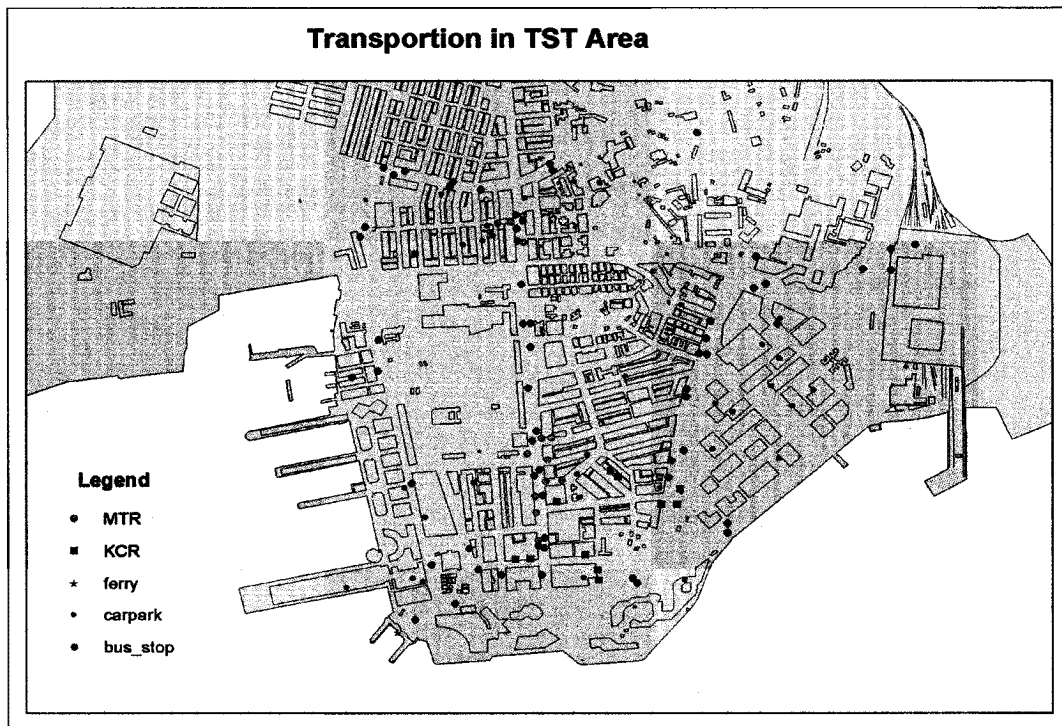 Transportion in TST Area
Legend
MTR
KCR
ferry
carpark
bus_stop